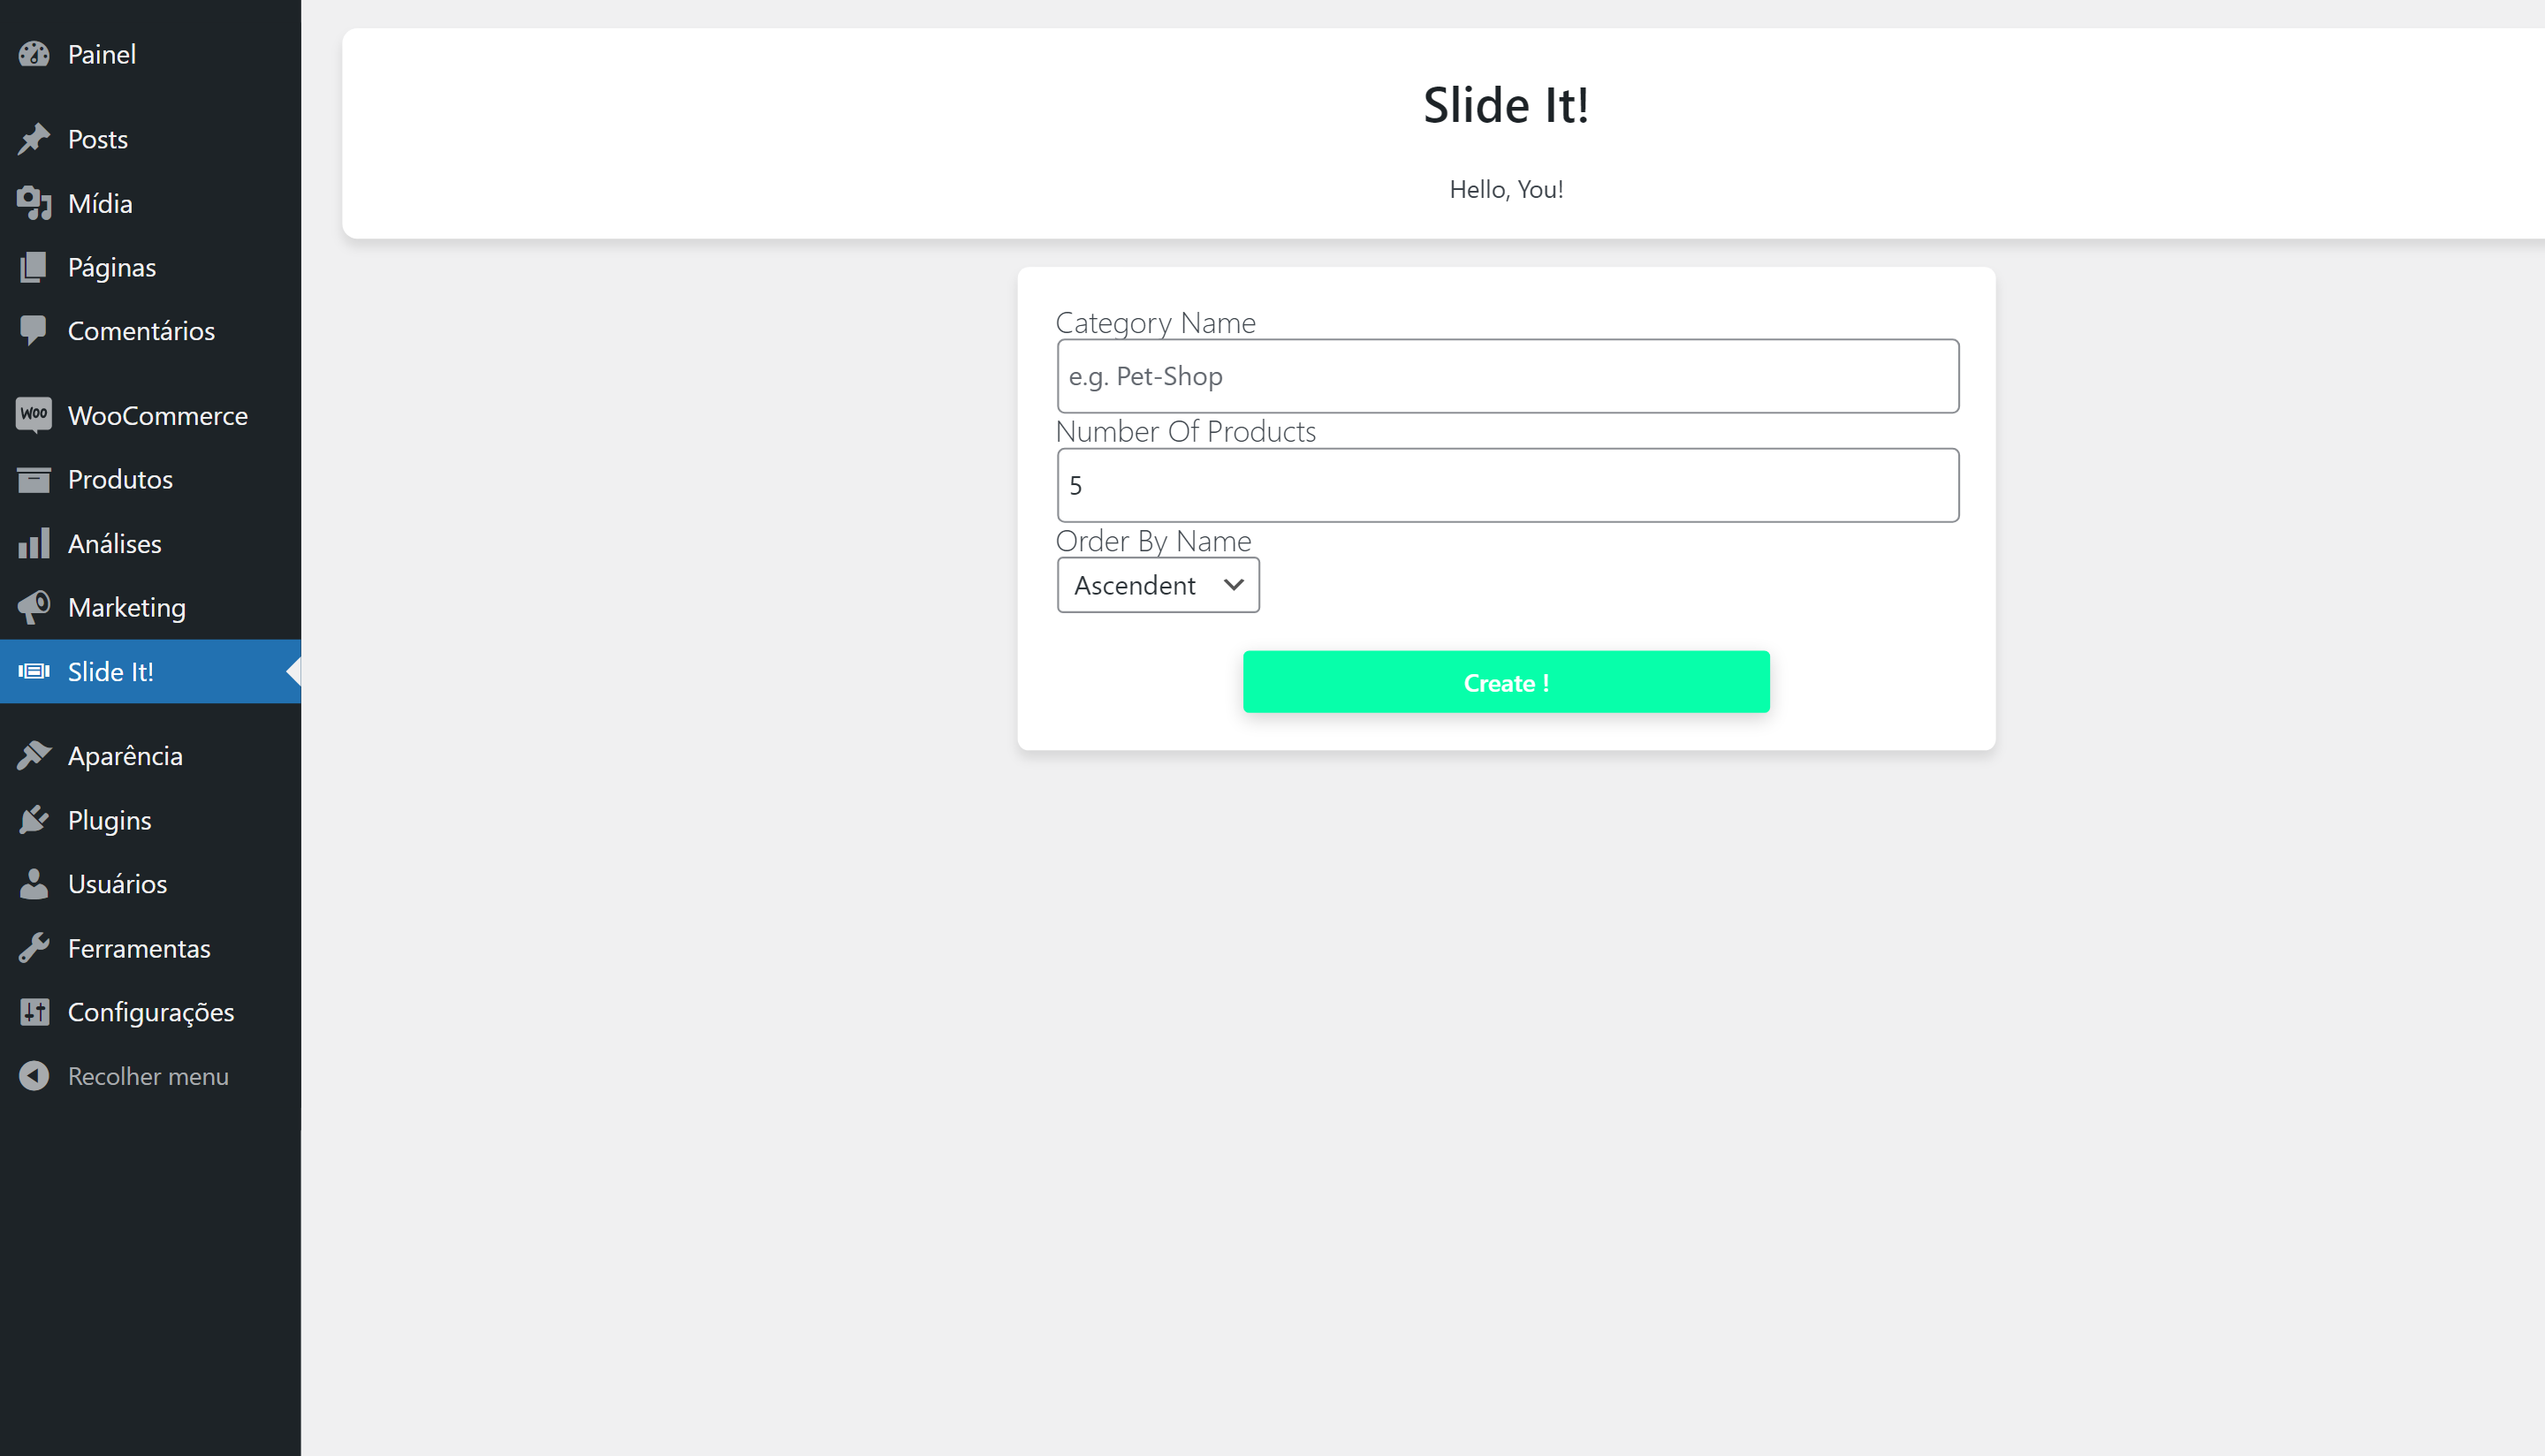 Painel
Posts
Mídia
Páginas
Comentários
Woo WooCommerce
Produtos
Análises
Marketing
Slide It!
Aparência
Plugins
Usuários
Ferramentas
Configurações
Recolher menu
Slide It!
Hello, You!
Category Name
e.g. Pet-Shop
Number Of Products
5
Order By Name
Ascendent
Create !